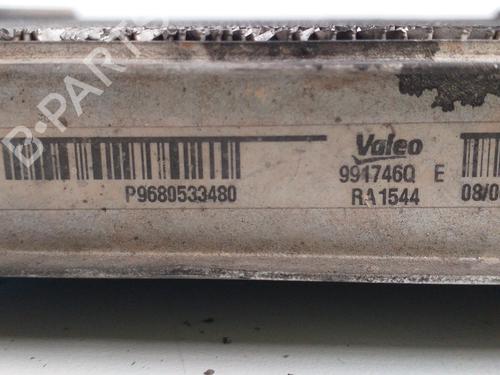 D-PARTS
Valeo
P9680533480
991746Q E
RA1544
08/0